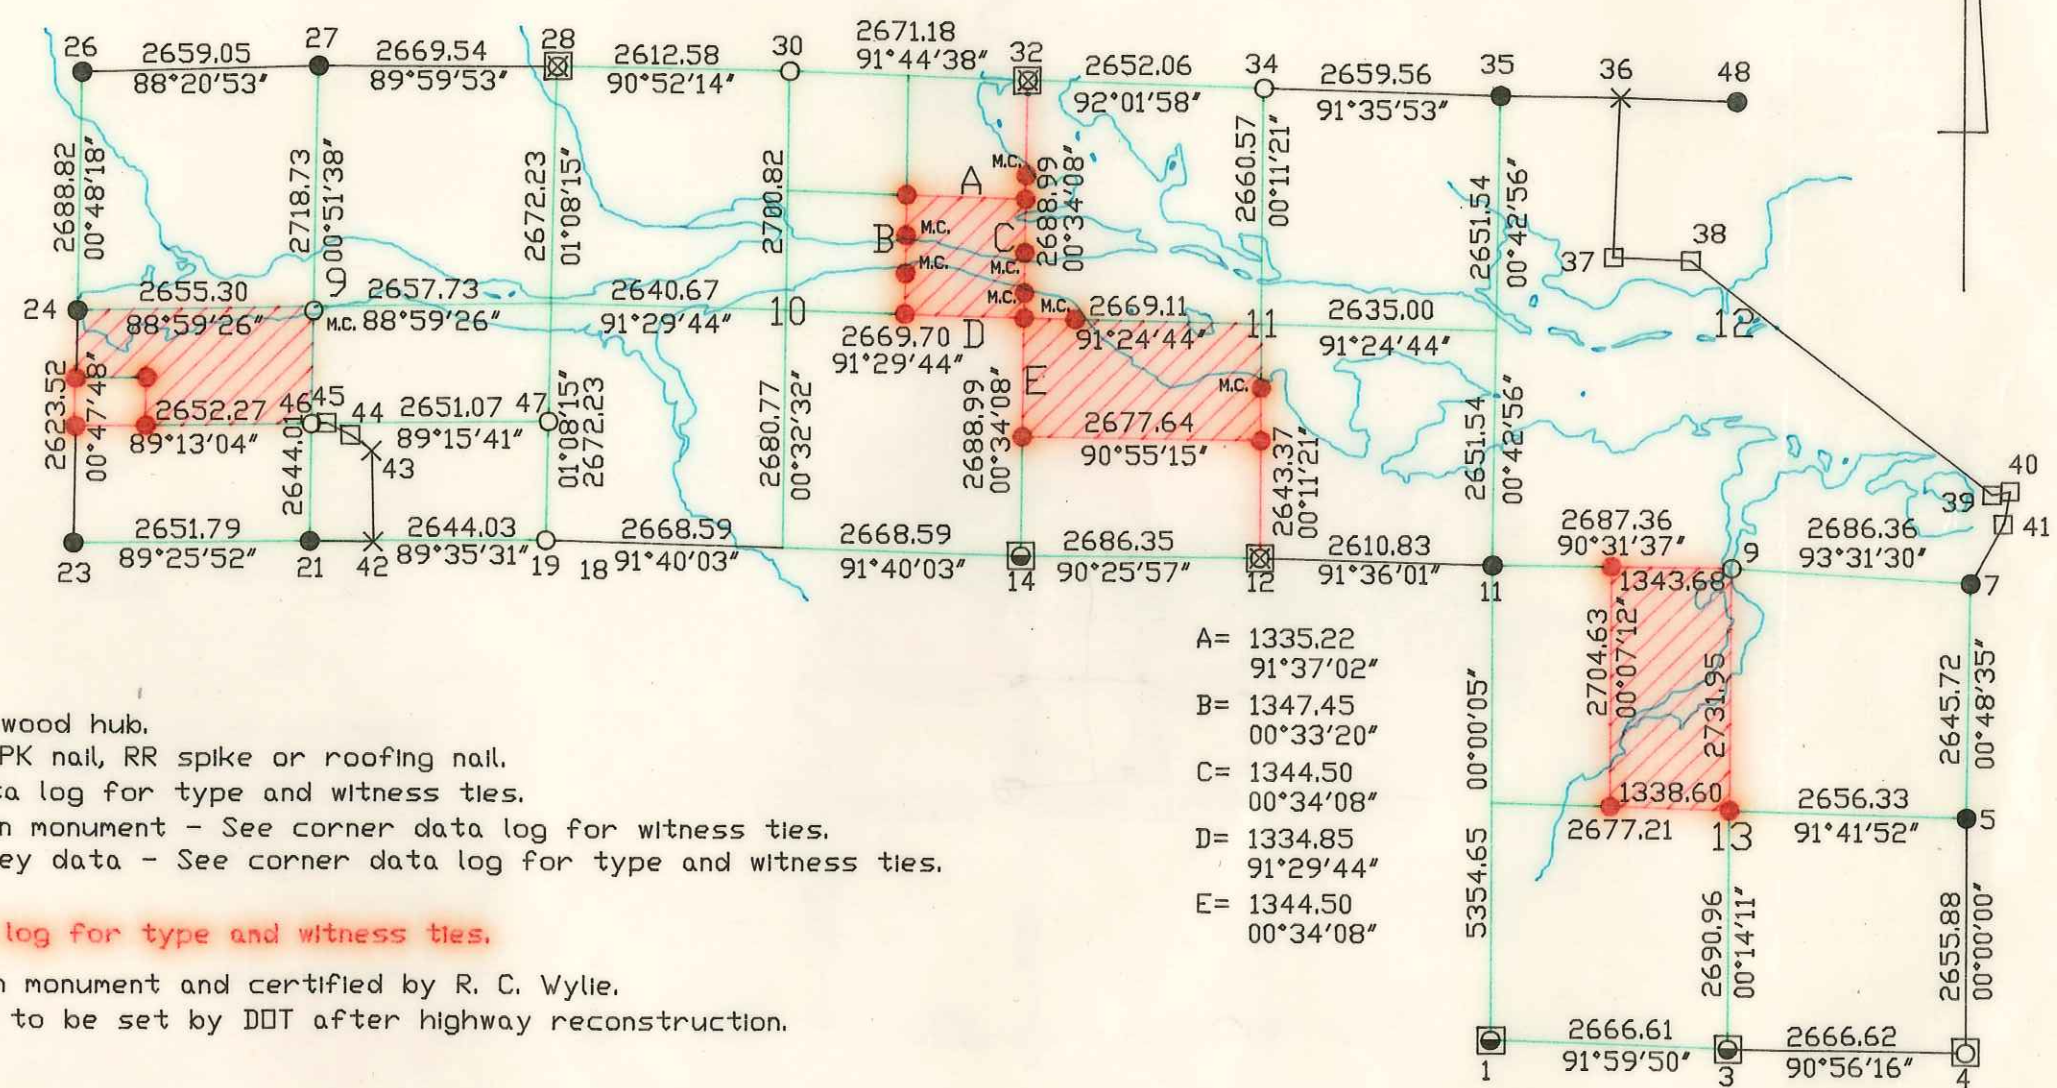 26 2659.05 27 2669.54 28 2612.58 30 2671.18 32 2652.06 34 2659.56 35 36 48
88°20'53" 89°59'53" 90°52'14" 91°44'38" 92°01'58" 91°35'53"
2688.82
00°48'18"
2718.73
00°51'38"
2672.23
01°08'15"
2700.82
2688.99
00°34'08"
2660.57
00°11'21"
2651.54
00°42'56"
M.C.
A
B M.C.
C
M.C. M.C.
M.C. M.C.
37 38
24 2655.30 9 2657.73 2640.67 10 2669.11 11 2635.00 12
88°59'26" M.C. 88°59'26" 91°29'44" 2669.70 D 91°24'44" 91°24'44"
91°29'44"
E M.C.
2623.52
00°47'48"
2652.27 46 45 44 2651.07 47
89°13'04" 89°15'41"
43
2644.01
01°08'15"
2672.23
2680.77
00°32'32"
2688.99
00°34'08"
2677.64
90°55'15"
2643.37
00°11'21"
2651.54
00°42'56"
40
39
41
2651.79 2644.03 2668.59 2668.59 2686.35 2610.83 2687.36 2686.36
89°25'52" 89°35'31" 91°40'03" 91°40'03" 90°25'57" 91°36'01" 90°31'37" 93°31'30"
23 21 42 19 18 14 12 11 9 7
1343.68
2704.63
00°07'12"
2731.95
2645.72
00°48'35"
A= 1335.22
91°37'02"
B= 1347.45
00°33'20"
C= 1344.50
00°34'08"
D= 1334.85
91°29'44"
E= 1344.50
00°34'08"
00°00'05"
5354.65
1338.60
2677.21 13 2656.33 5
91°41'52"
2690.96
00°14'11"
2655.88
00°00'00"
2666.61 2666.62
91°59'50" 90°56'16"
1 3 4
wood hub.
PK nail, RR spike or roofing nail.
log for type and witness ties.
monument - See corner data log for witness ties.
data - See corner data log for type and witness ties.
log for type and witness ties.
monument and certified by R. C. Wylie.
to be set by DOT after highway reconstruction.